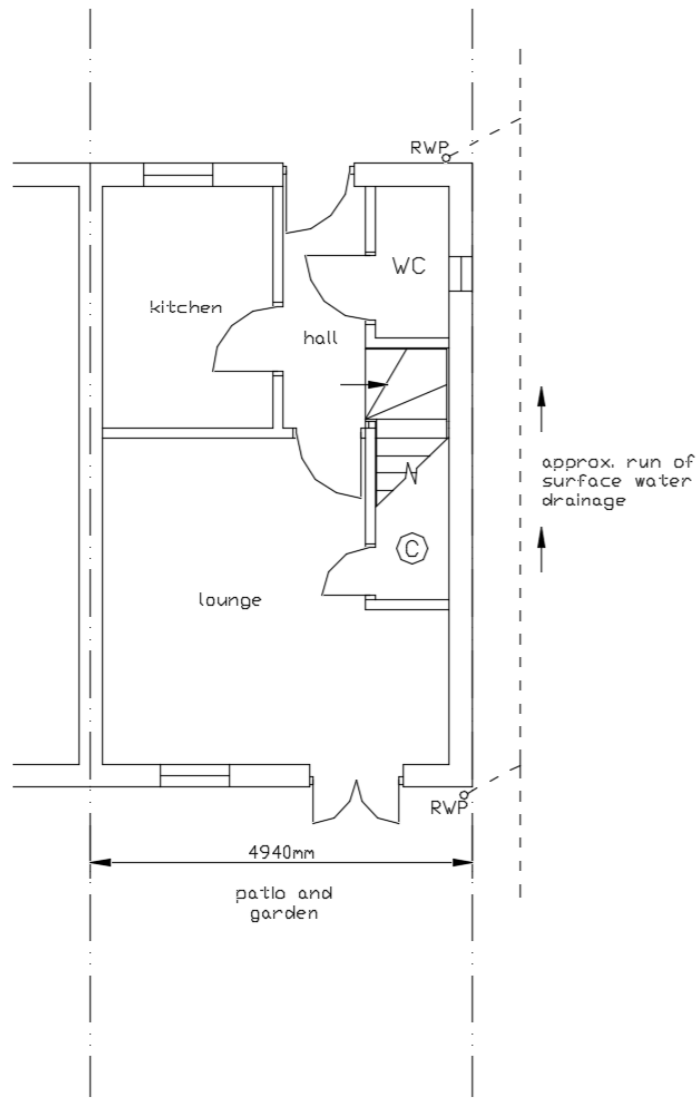 RWP
WC
kitchen
hall
approx. run of
surface water
drainage
C
lounge
RWP
4940mm
patio and
garden